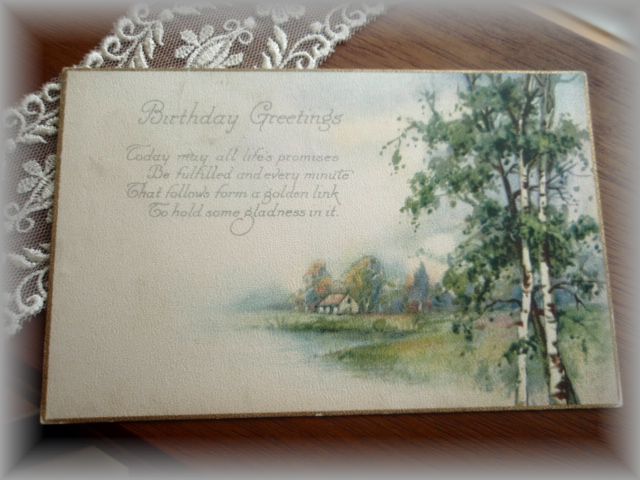 Birthday Greetings
Today may all life's promises
Be fulfilled and every minute
That follows form a golden link
To hold some gladness in it.